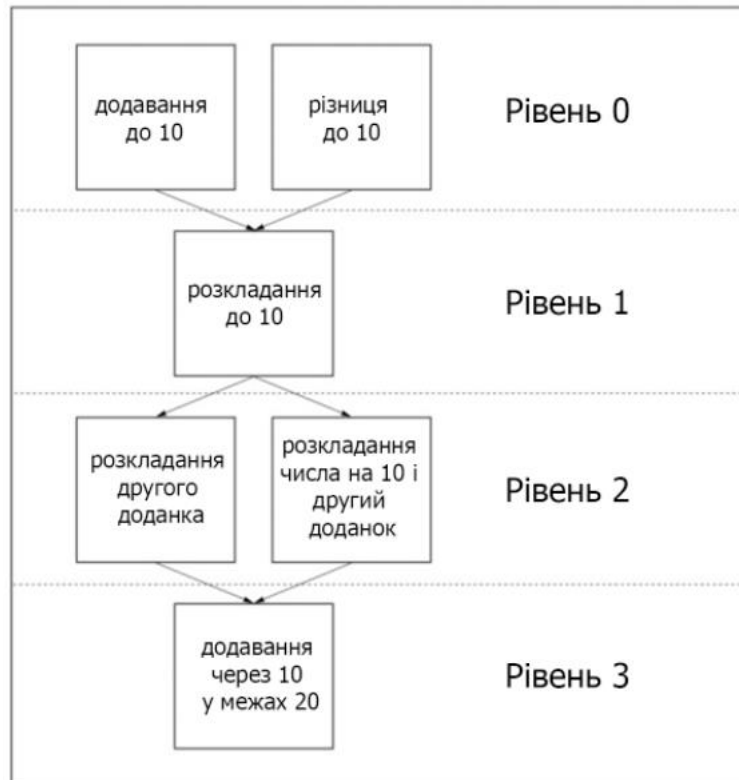 додавання
до 10
різниця
до 10
Рівень 0
розкладання
до 10
Рівень 1
розкладання
другого
доданка
розкладання
числа на 10 і
другий
доданок
Рівень 2
додавання
через 10
у межах 20
Рівень 3